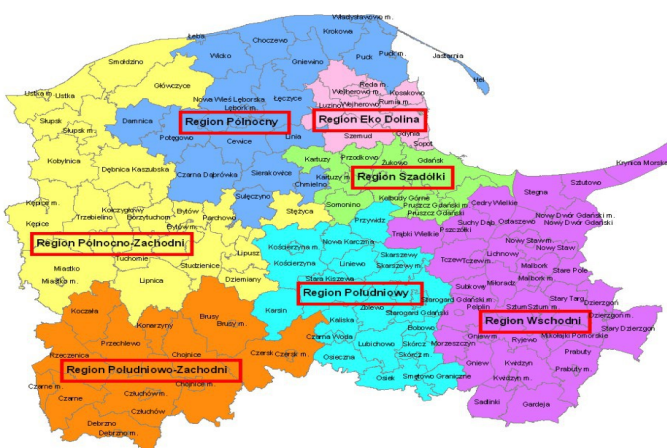 Władysławowo m.
Krokowa
Choczewo
Łeba
Puck
Puck m.
Jastarnia
Hel
Wicko
Gniewino
Smołdzino
Główczyce
Ustka m.
Ustka
Nowa Wieś Lęborska
Lębork m.
Łęczyce
Reda m.
Kosakowo
Wejherowo m.
Rumia m.
Luzino
Wejherowo
Region Eko Dolina
Gdynia
Sopot
Szemud
Słupsk
Słupsk m.
Damnica
Region Północny
Potęgowo
Cewice
Linia
Kobylnica
Dębnica Kaszubska
Czarna Dąbrówka
Sierakowice
Kartuzy
Przodkowo
Żukowo
Gdańsk
Kartuzy m.
Chmielno
Region Szadółki
Krynica Morska
Sztutowo
Stegna
Sulęczyno
Somonino
Kolbudy Górne
Pruszcz Gdański m.
Pruszcz Gdański
Cedry Wielkie
Kępice m.
Kępice
Kołczygłowy
Trzebielino
Borzytuchom
Bytów
Bytów m.
Parchowo
Stężyca
Przywidz
Trąbki Wielkie
Pszczółki
Suchy Dąb
Ostaszewo
Nowy Dwór Gdański m.
Nowy Dwór Gdański
Region Północno-Zachodni
Tuchomie
Lipusz
Studzienice
Dziemiany
Kościerzyna m.
Kościerzyna
Nowa Karczma
Liniewo
Skarszewy
Skarszewy m.
Stara Kiszewa
Tczew
Tczew m.
Lichnowy
Nowy Staw m.
Nowy Staw
Malbork
Malbork m.
Stare Pole
Miastko
Miastko m.
Lipnica
Karsin
Region Południowy
Zblewo
Starogard Gdański m.
Starogard Gdański
Subkowy
Pelplin
Miłoradz
Sztum
Sztum m.
Stary Targ
Dzierzgoń
Dzierzgoń m.
Stary Dzierzgoń
Region Wschodni
Mikołajki Pomorskie
Koczała
Konarzyny
Brusy
Brusy m.
Kaliska
Czarna Woda
Bobowo
Lubichowo
Skórcz
Skórcz m.
Morzeszczyn
Gniew m.
Gniew
Ryjewo
Prabuty
Prabuty m.
Przechlewo
Rzeczenica
Chojnice
Chojnice m.
Czersk
Czersk m.
Osieczna
Osiek
Smętowo Graniczne
Kwidzyn
Kwidzyn m.
Region Południowo-Zachodni
Czarne m.
Czarne
Człuchów m.
Człuchów
Debrzno
Debrzno m.
Sadlinki
Gardeja